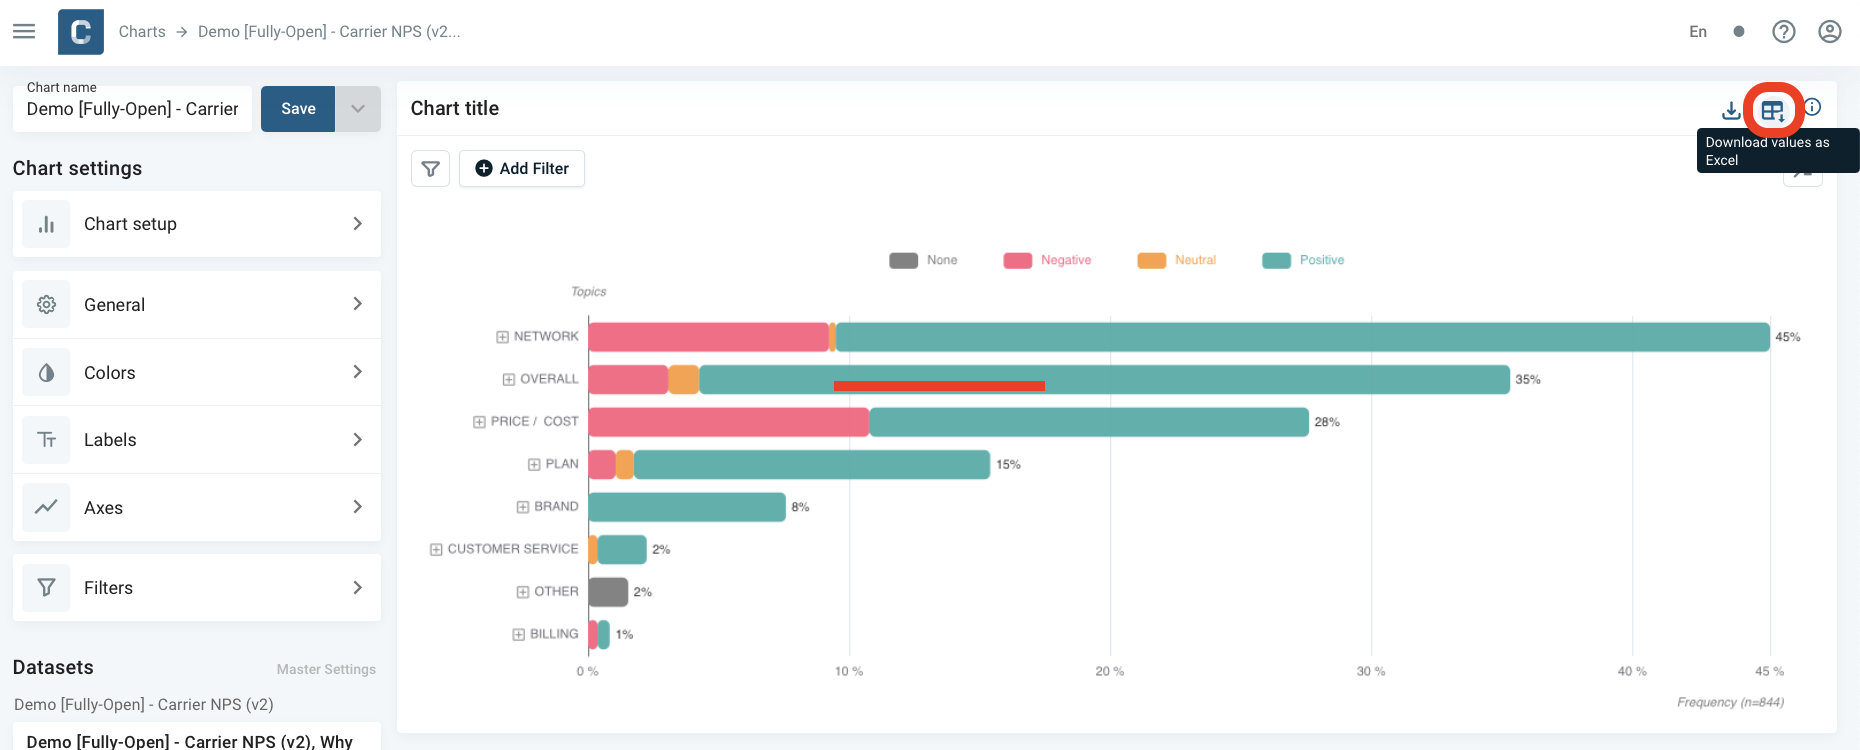 C
Charts → Demo [Fully-Open] - Carrier NPS (v2...
En
Chart name
Demo [Fully-Open] - Carrier
Save
Chart title
Download values as
Excel
Add Filter
Chart settings
Chart setup
General
Colors
Labels
Axes
Filters
Datasets
Master Settings
Demo [Fully-Open] - Carrier NPS (v2)
Demo [Fully-Open] - Carrier NPS (v2), Why
None Negative Neutral Positive
Topics
NETWORK 45%
OVERALL 35%
PRICE / COST 28%
PLAN 15%
BRAND 8%
CUSTOMER SERVICE 2%
OTHER 2%
BILLING 1%
0 % 10 % 20 % 30 % 40 % 45 %
Frequency (n=844)